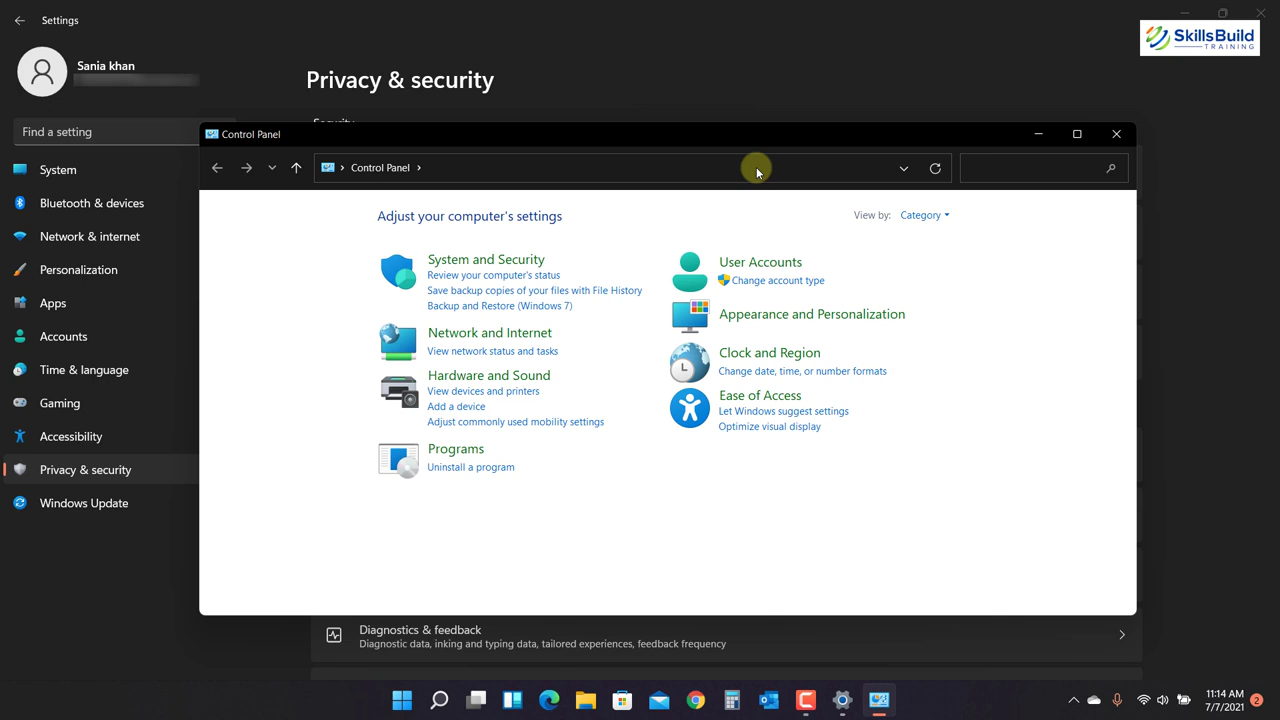 Settings
SkillsBuild
TRAINING
Sania khan
Privacy & security
Find a setting
System
Bluetooth & devices
Network & internet
Personalization
Apps
Accounts
Time & language
Gaming
Accessibility
Privacy & security
Windows Update
Security
Control Panel
Control Panel
Adjust your computer's settings
View by: Category
System and Security
Review your computer's status
Save backup copies of your files with File History
Backup and Restore (Windows 7)
Network and Internet
View network status and tasks
Hardware and Sound
View devices and printers
Add a device
Adjust commonly used mobility settings
Programs
Uninstall a program
User Accounts
Change account type
Appearance and Personalization
Clock and Region
Change date, time, or number formats
Ease of Access
Let Windows suggest settings
Optimize visual display
Diagnostics & feedback
Diagnostic data, inking and typing data, tailored experiences, feedback frequency
11:14 AM
7/7/2021
2